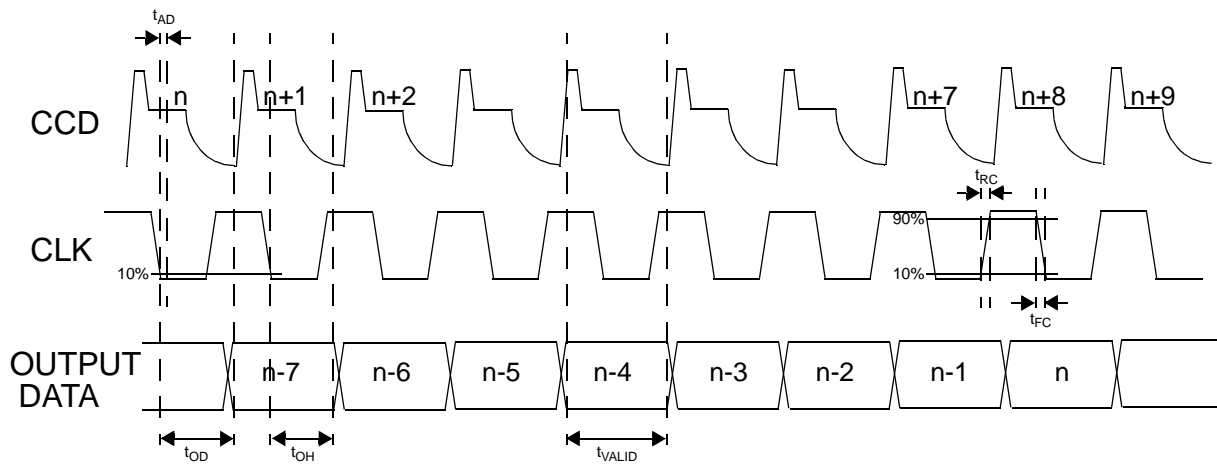 tAD
n n+1 n+2 n+7 n+8 n+9
CCD
tRC
90%
CLK
10% 10%
tFC
OUTPUT
DATA
n-7 n-6 n-5 n-4 n-3 n-2 n-1 n
tOD tOH tVALID